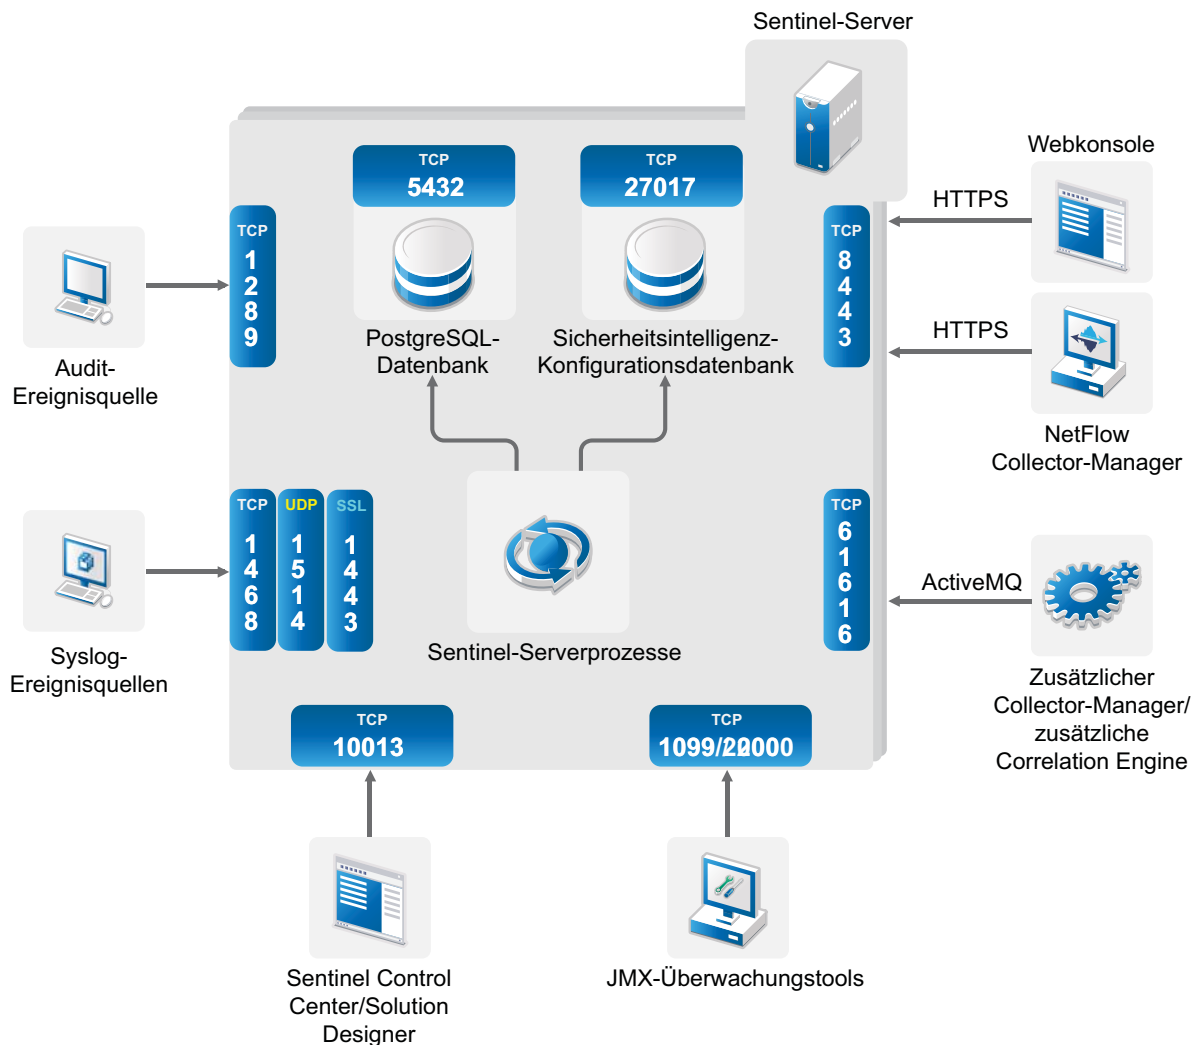 Sentinel-Server
Webkonsole
HTTPS
HTTPS
NetFlow
Collector-Manager
TCP
5432
TCP
27017
PostgreSQL-
Datenbank
Sicherheitsintelligenz-
Konfigurationsdatenbank
TCP
1
2
8
9
TCP
8
4
4
3
Audit-
Ereignisquelle
TCP
1
4
6
8
UDP
1
5
1
4
SSL
1
4
4
3
Syslog-
Ereignisquellen
Sentinel-Serverprozesse
TCP
6
1
6
1
6
ActiveMQ
Zusätzlicher
Collector-Manager/
zusätzliche
Correlation Engine
TCP
10013
TCP
Sentinel Control
Center/Solution
Designer
JMX-Überwachungstools